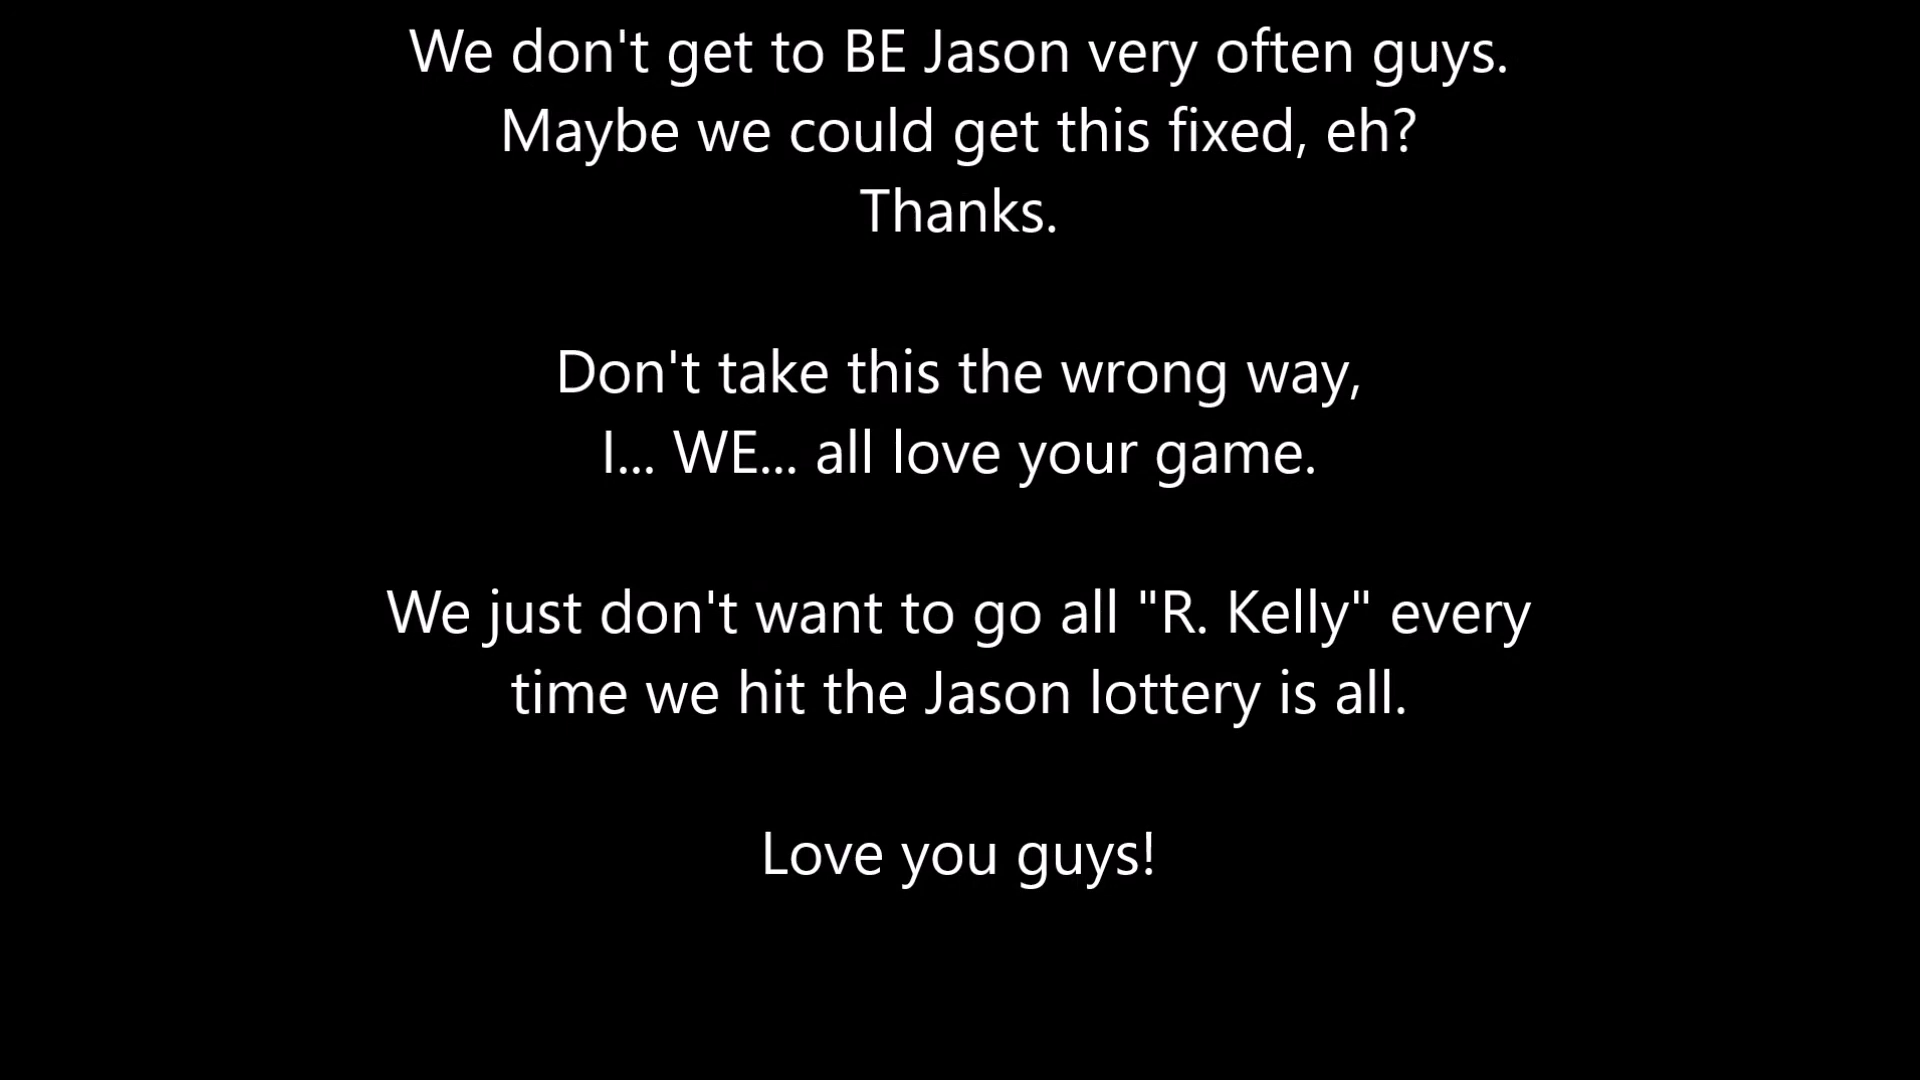 We don't get to BE Jason very often guys.
Maybe we could get this fixed, eh?
Thanks.
Don't take this the wrong way,
I... WE... all love your game.
We just don't want to go all "R. Kelly" every
time we hit the Jason lottery is all.
Love you guys!